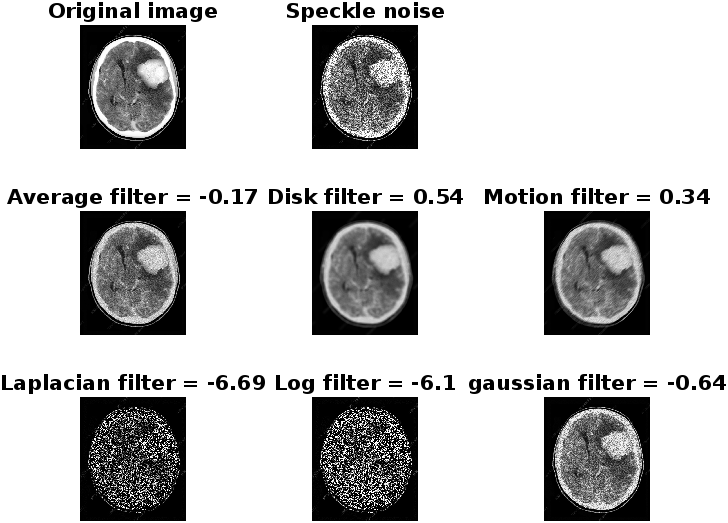 Original image
Speckle noise
Average filter = -0.17
Disk filter = 0.54
Motion filter = 0.34
Laplacian filter = -6.69
Log filter = -6.1
gaussian filter = -0.64